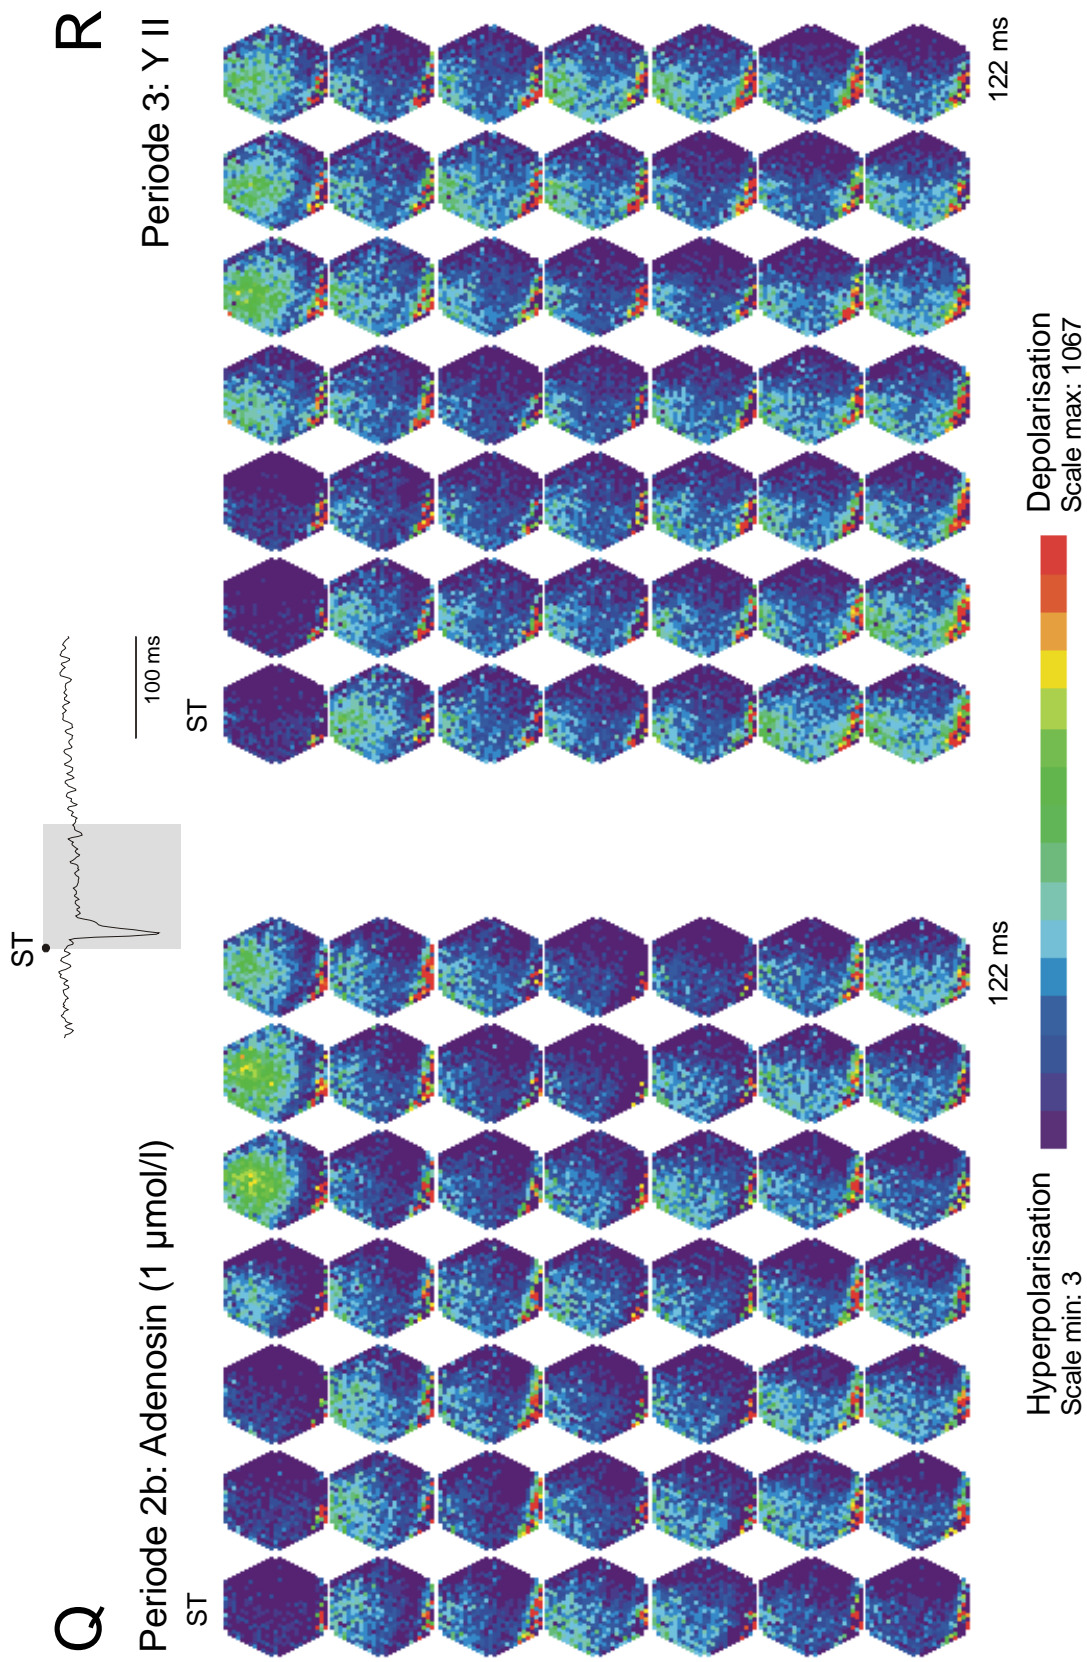 Q
R
Periode 2b: Adenosin (1 µmol/l)
Periode 3: Y II
ST
100 ms
ST
ST
122 ms
122 ms
Hyperpolarisation
Scale min: 3
Depolarisation
Scale max: 1067